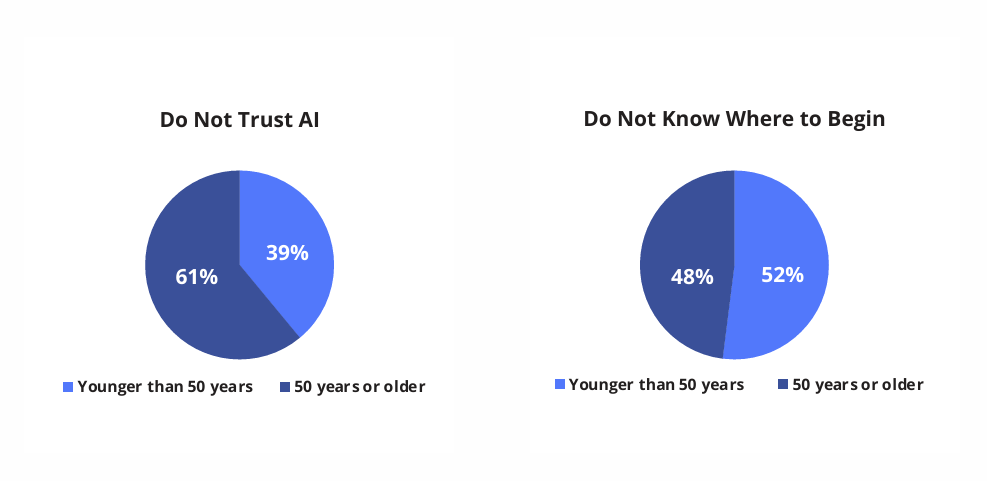 Do Not Trust AI
39%
61%
Younger than 50 years
50 years or older
Do Not Know Where to Begin
52%
48%
Younger than 50 years
50 years or older